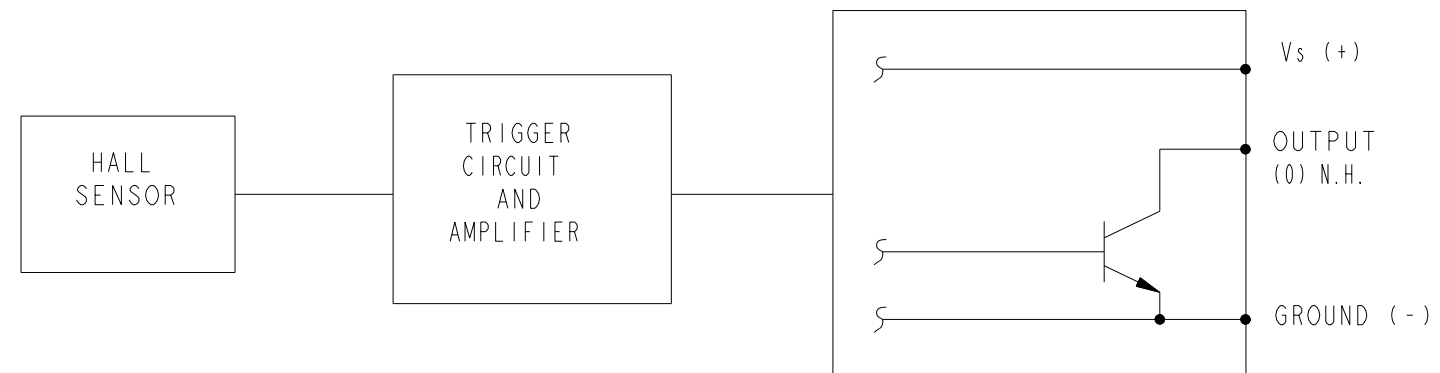 HALL
SENSOR
TRIGGER
CIRCUIT
AND
AMPLIFIER
Vs (+)
OUTPUT
(0) N.H.
GROUND (-)